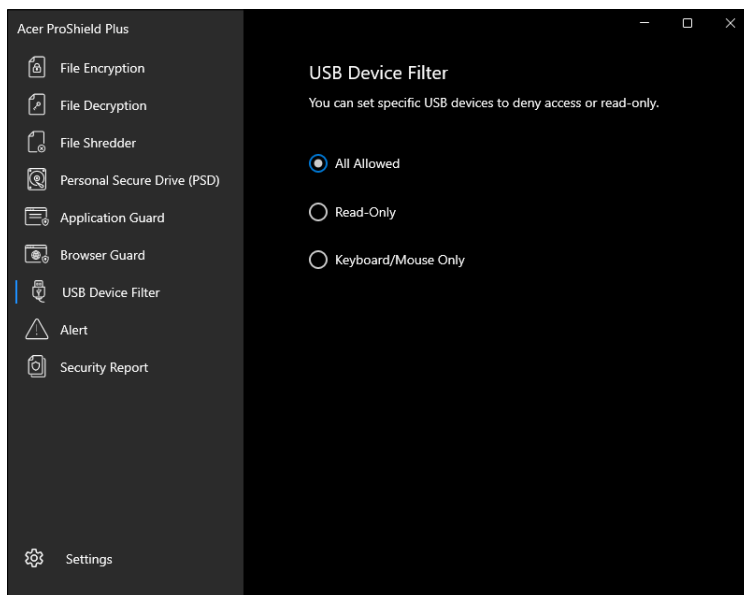 Acer ProShield Plus
File Encryption
File Decryption
File Shredder
Personal Secure Drive (PSD)
Application Guard
Browser Guard
USB Device Filter
Alert
Security Report
Settings
USB Device Filter
You can set specific USB devices to deny access or read-only.
All Allowed
Read-Only
Keyboard/Mouse Only